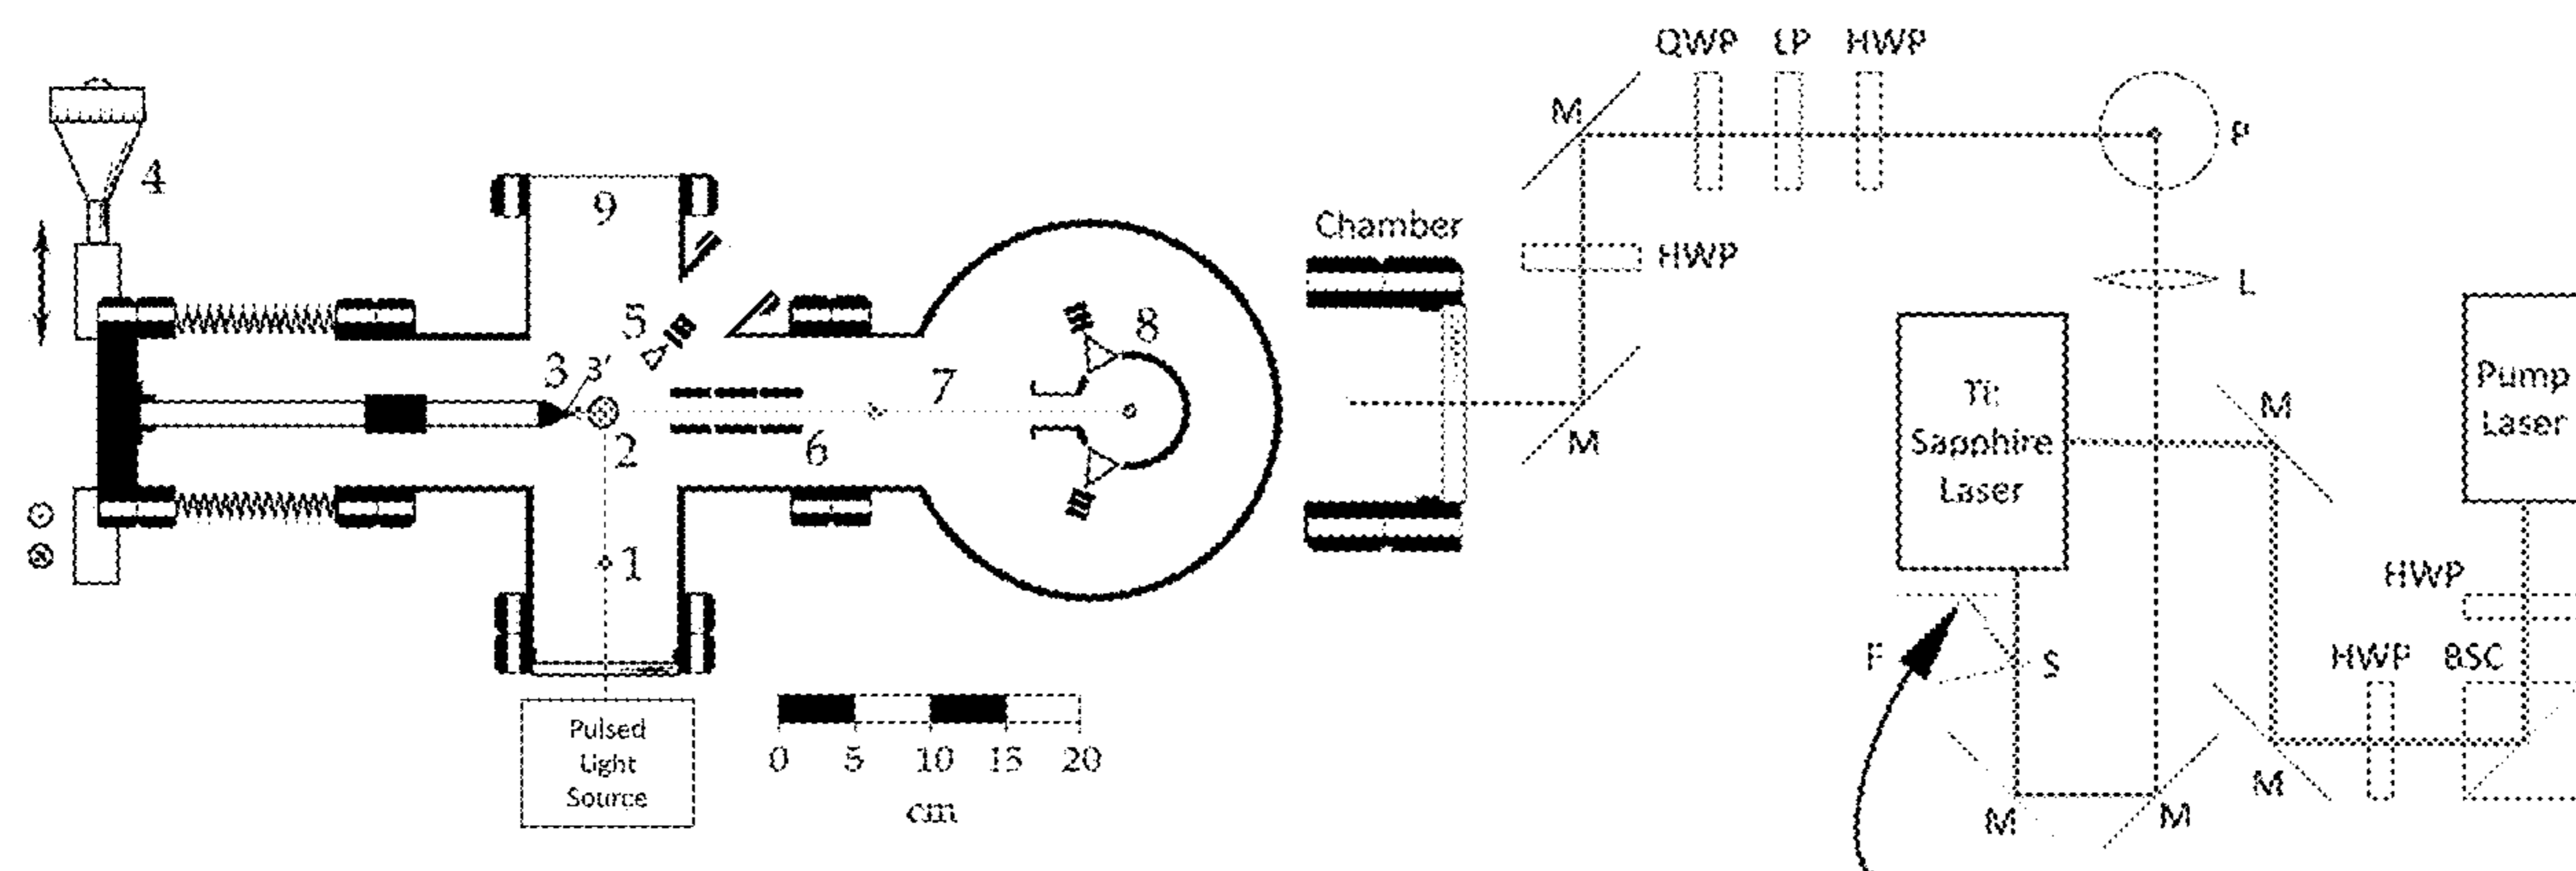 4
9
5
3
3′
2
8
7
6
1
Pulsed
Light
Source
0 5 10 15 20
cm
Chamber
QWP LP HWP
M
P
HWP
L
M
Ti:
Sapphire
Laser
M
Pump
Laser
HWP
F
S
HWP BSC
M
M
M